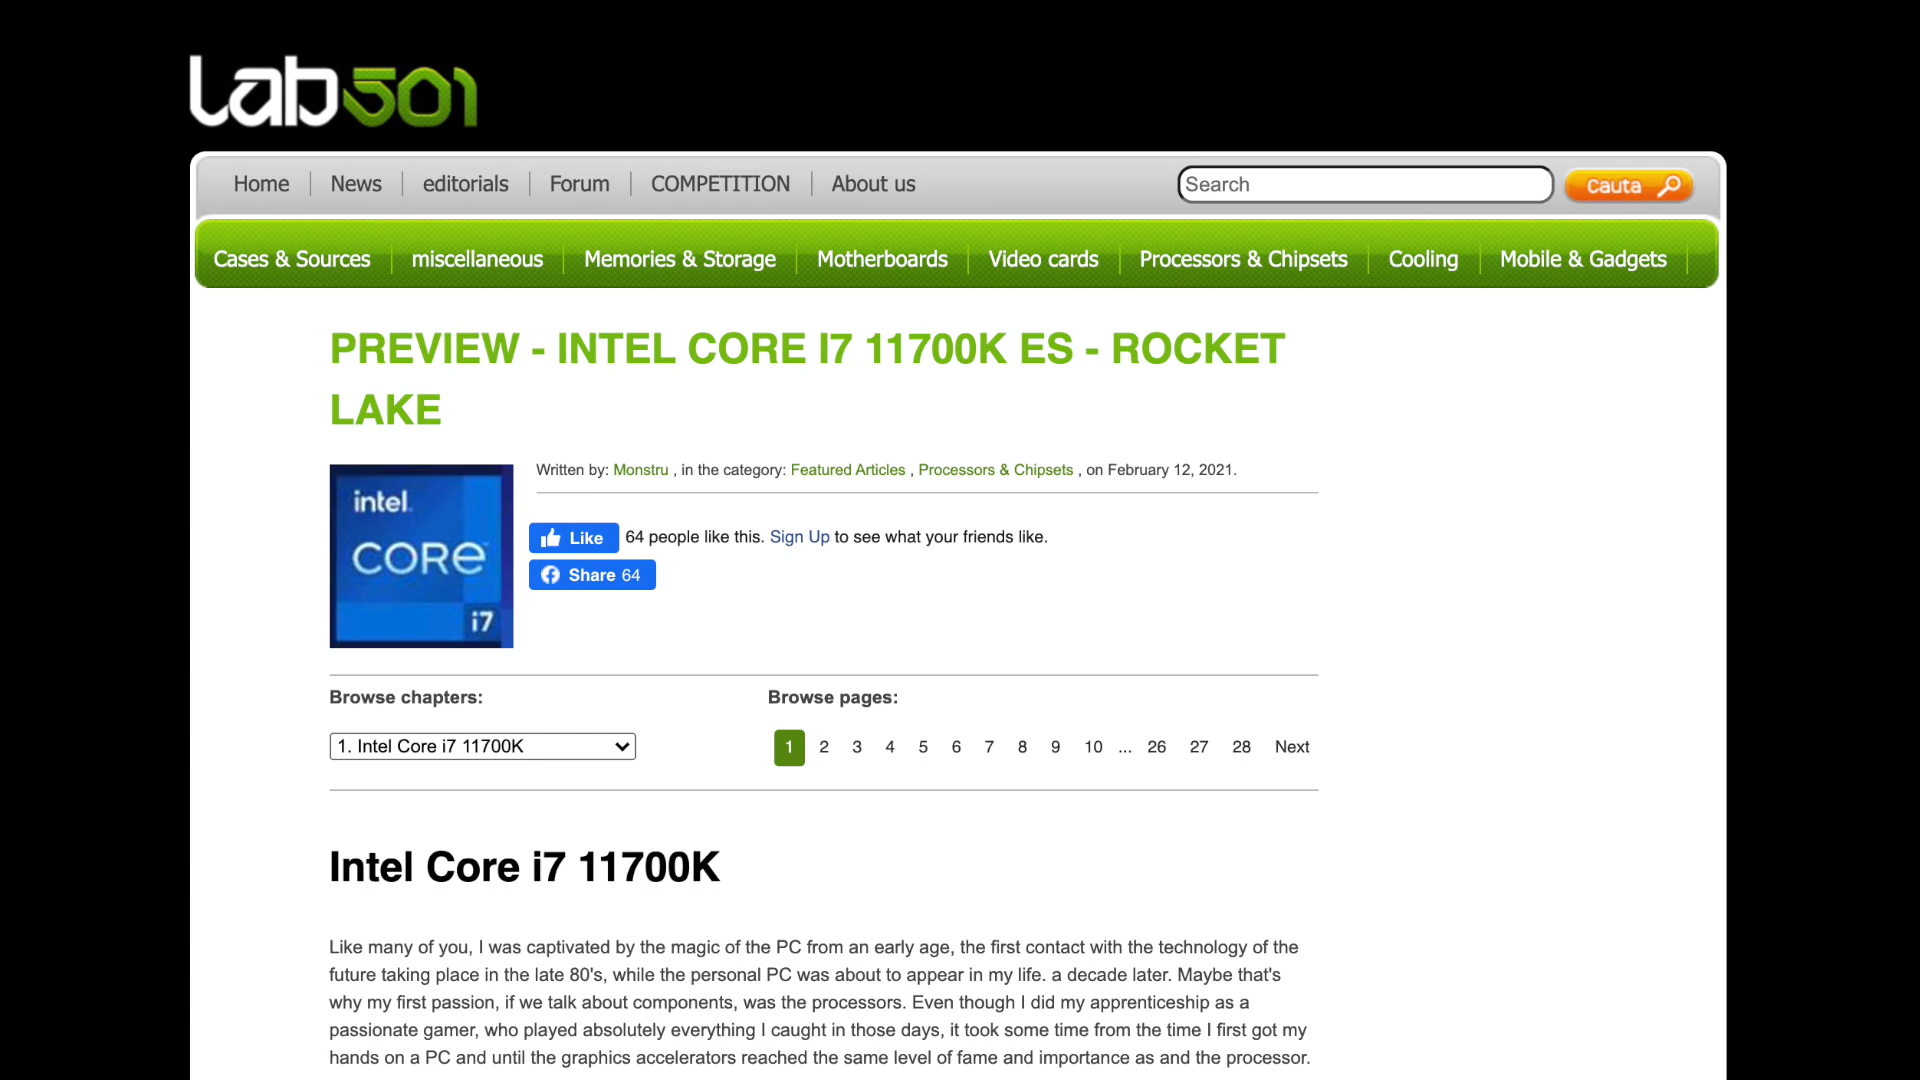 Lab501
Home News editorials Forum COMPETITION About us Search Cauta
Cases & Sources miscellaneous Memories & Storage Motherboards Video cards Processors & Chipsets Cooling Mobile & Gadgets
PREVIEW - INTEL CORE I7 11700K ES - ROCKET
LAKE
Written by: Monstru , in the category: Featured Articles , Processors & Chipsets , on February 12, 2021.
intel.
CORE
i7
Like 64 people like this. Sign Up to see what your friends like.
Share 64
Browse chapters: Browse pages:
1. Intel Core i7 11700K 1 2 3 4 5 6 7 8 9 10 ... 26 27 28 Next
Intel Core i7 11700K
Like many of you, I was captivated by the magic of the PC from an early age, the first contact with the technology of the
future taking place in the late 80's, while the personal PC was about to appear in my life. a decade later. Maybe that's
why my first passion, if we talk about components, was the processors. Even though I did my apprenticeship as a
passionate gamer, who played absolutely everything I caught in those days, it took some time from the time I first got my
hands on a PC and until the graphics accelerators reached the same level of fame and importance as and the processor.